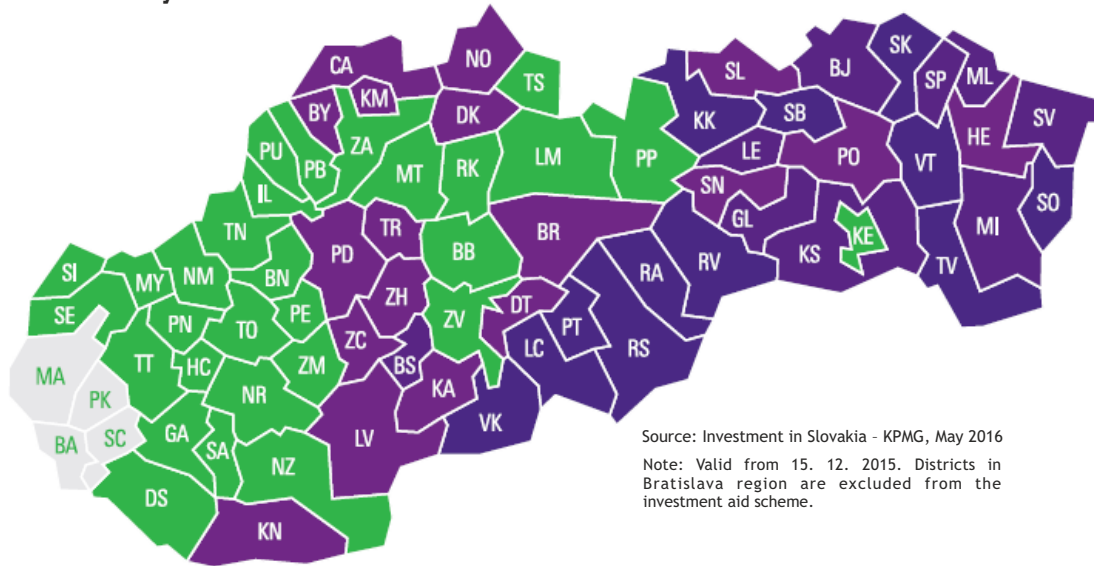 CA
NO
TS
SL
BJ
SK
SP
ML
BY
KM
DK
KK
SB
HE
SV
PU
PB
ZA
MT
RK
LM
PP
LE
PO
VT
IL
SN
SO
TN
PD
TR
BB
BR
GL
KS
KE
MI
SI
MY
NM
BN
ZH
RA
RV
TV
SE
PN
TO
PE
ZV
DT
TT
HC
ZM
ZC
BS
LC
PT
RS
MA
PK
NR
KA
BA
SC
GA
SA
LV
VK
NZ
DS
KN
Source: Investment in Slovakia - KPMG, May 2016
Note: Valid from 15. 12. 2015. Districts in
Bratislava region are excluded from the
investment aid scheme.